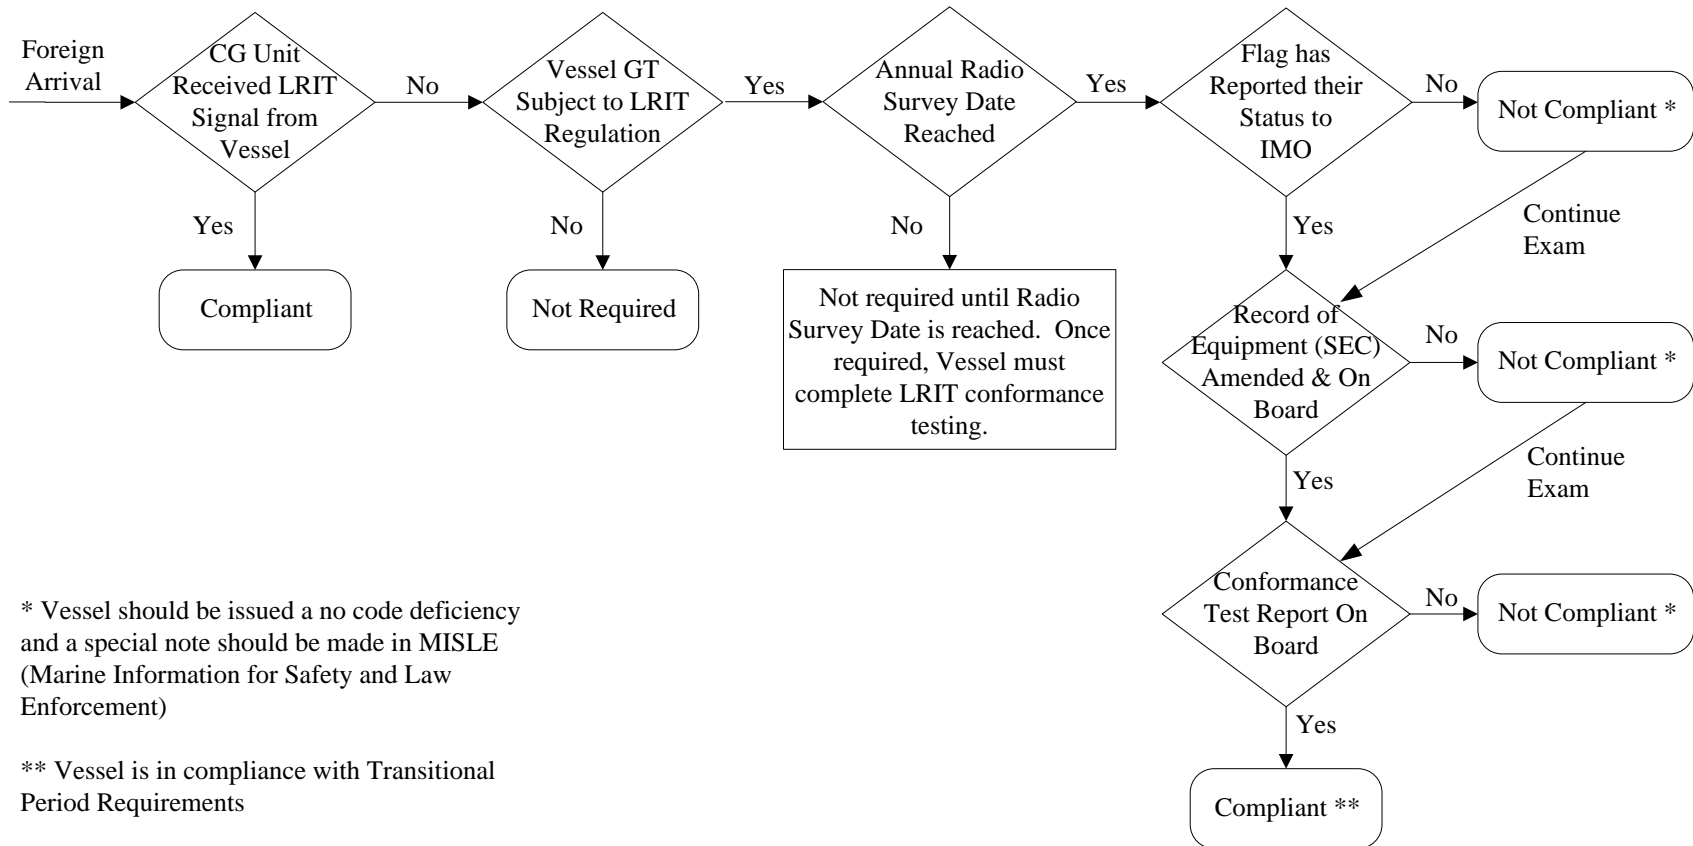 Foreign
Arrival
CG Unit
Received LRIT
Signal from
Vessel
No
Yes
Compliant
Vessel GT
Subject to LRIT
Regulation
Yes
No
Not Required
Annual Radio
Survey Date
Reached
Yes
No
Not required until Radio
Survey Date is reached.  Once
required, Vessel must
complete LRIT conformance
testing.
Flag has
Reported their
Status to
IMO
No
Not Compliant *
Continue
Exam
Yes
Record of
Equipment (SEC)
Amended & On
Board
No
Not Compliant *
Continue
Exam
Yes
Conformance
Test Report On
Board
No
Not Compliant *
Yes
Compliant **
* Vessel should be issued a no code deficiency
and a special note should be made in MISLE
(Marine Information for Safety and Law
Enforcement)
** Vessel is in compliance with Transitional
Period Requirements